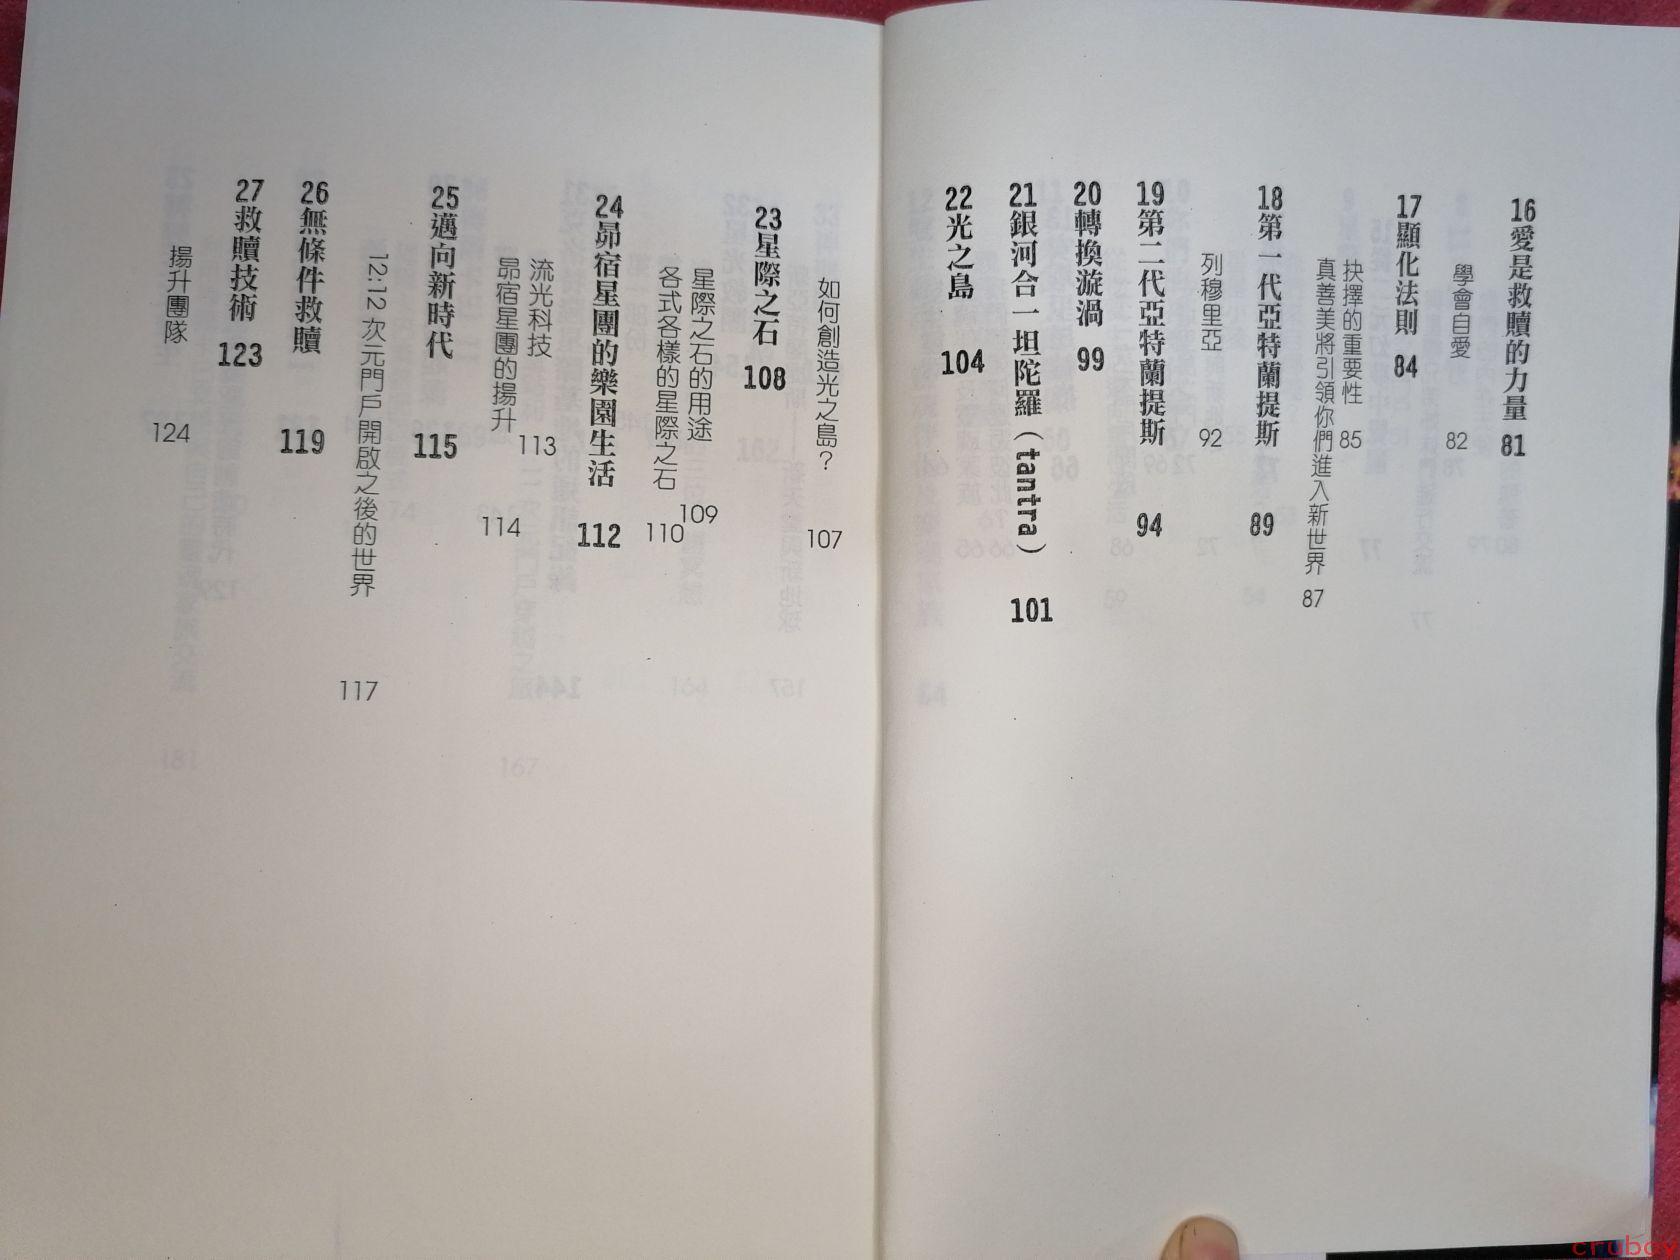 16愛是救贖的力量 81
學會自愛 82
17顯化法則 84
抉擇的重要性 85
真善美將引領你們進入新世界 87
18第一代亞特蘭提斯 89
列穆里亞 92
19第二代亞特蘭提斯 94
20轉換漩渦 99
21銀河合一坦陀羅（tantra） 101
22光之島 104
如何創造光之島？ 107
23星際之石 108
星際之石的用途 109
各式各樣的星際之石 110
24昴宿星團的樂園生活 112
流光科技 113
昴宿星團的揚升 114
25邁向新時代 115
12:12 次元門戶開啟之後的世界 117
26無條件救贖 119
27救贖技術 123
揚升團隊 124